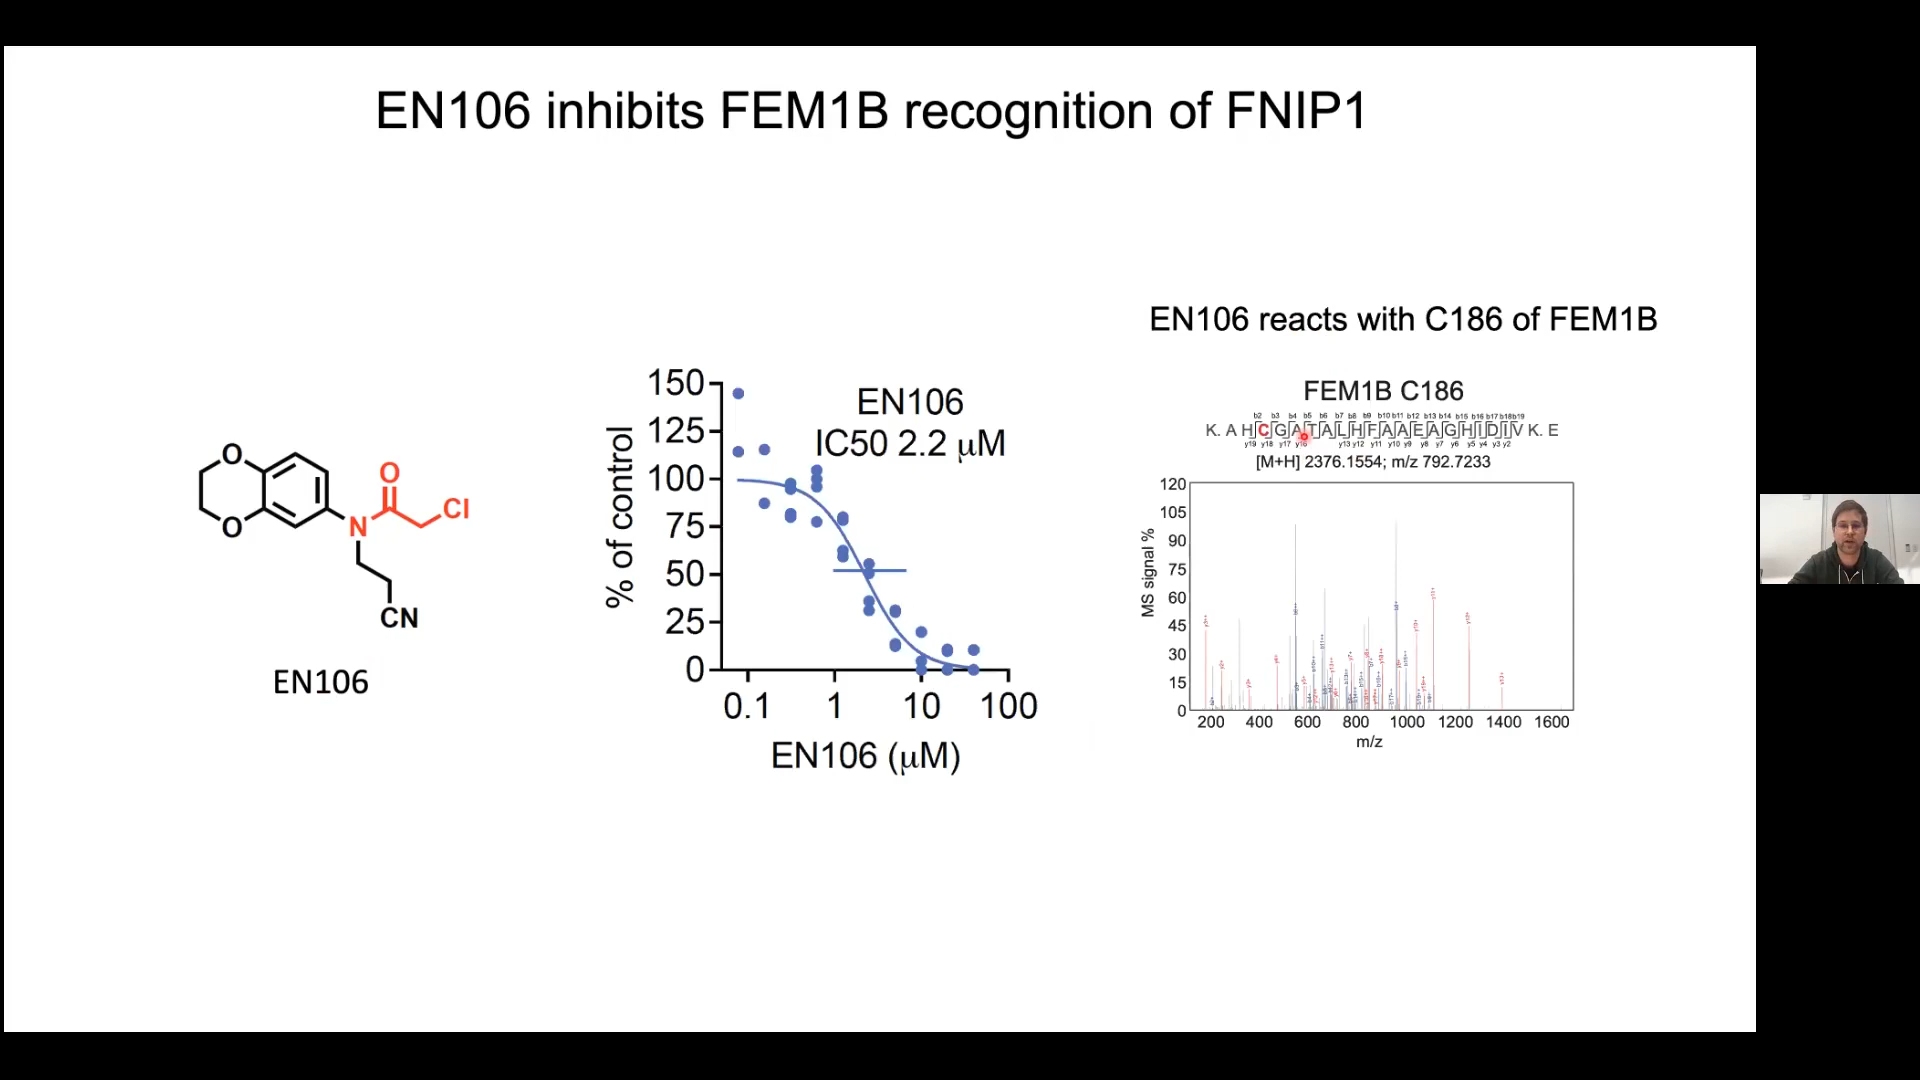 EN106 inhibits FEM1B recognition of FNIP1
O
O
N
O
Cl
CN
EN106
150
125
100
75
50
25
0
% of control
EN106
IC50 2.2 μM
0.1 1 10 100
EN106 (μM)
EN106 reacts with C186 of FEM1B
FEM1B C186
b2 b3 b4 b5 b6 b7 b8 b9 b10 b11 b12 b13 b14 b15 b16 b17 b18 b19
K. A H C G A T A L H F A A E A G H I D I V K. E
y19 y18 y17 y16 y13 y12 y11 y10 y9 y8 y7 y6 y5 y4 y3 y2
[M+H] 2376.1554; m/z 792.7233
120
105
90
75
60
45
30
15
0
MS signal %
200 400 600 800 1000 1200 1400 1600
m/z